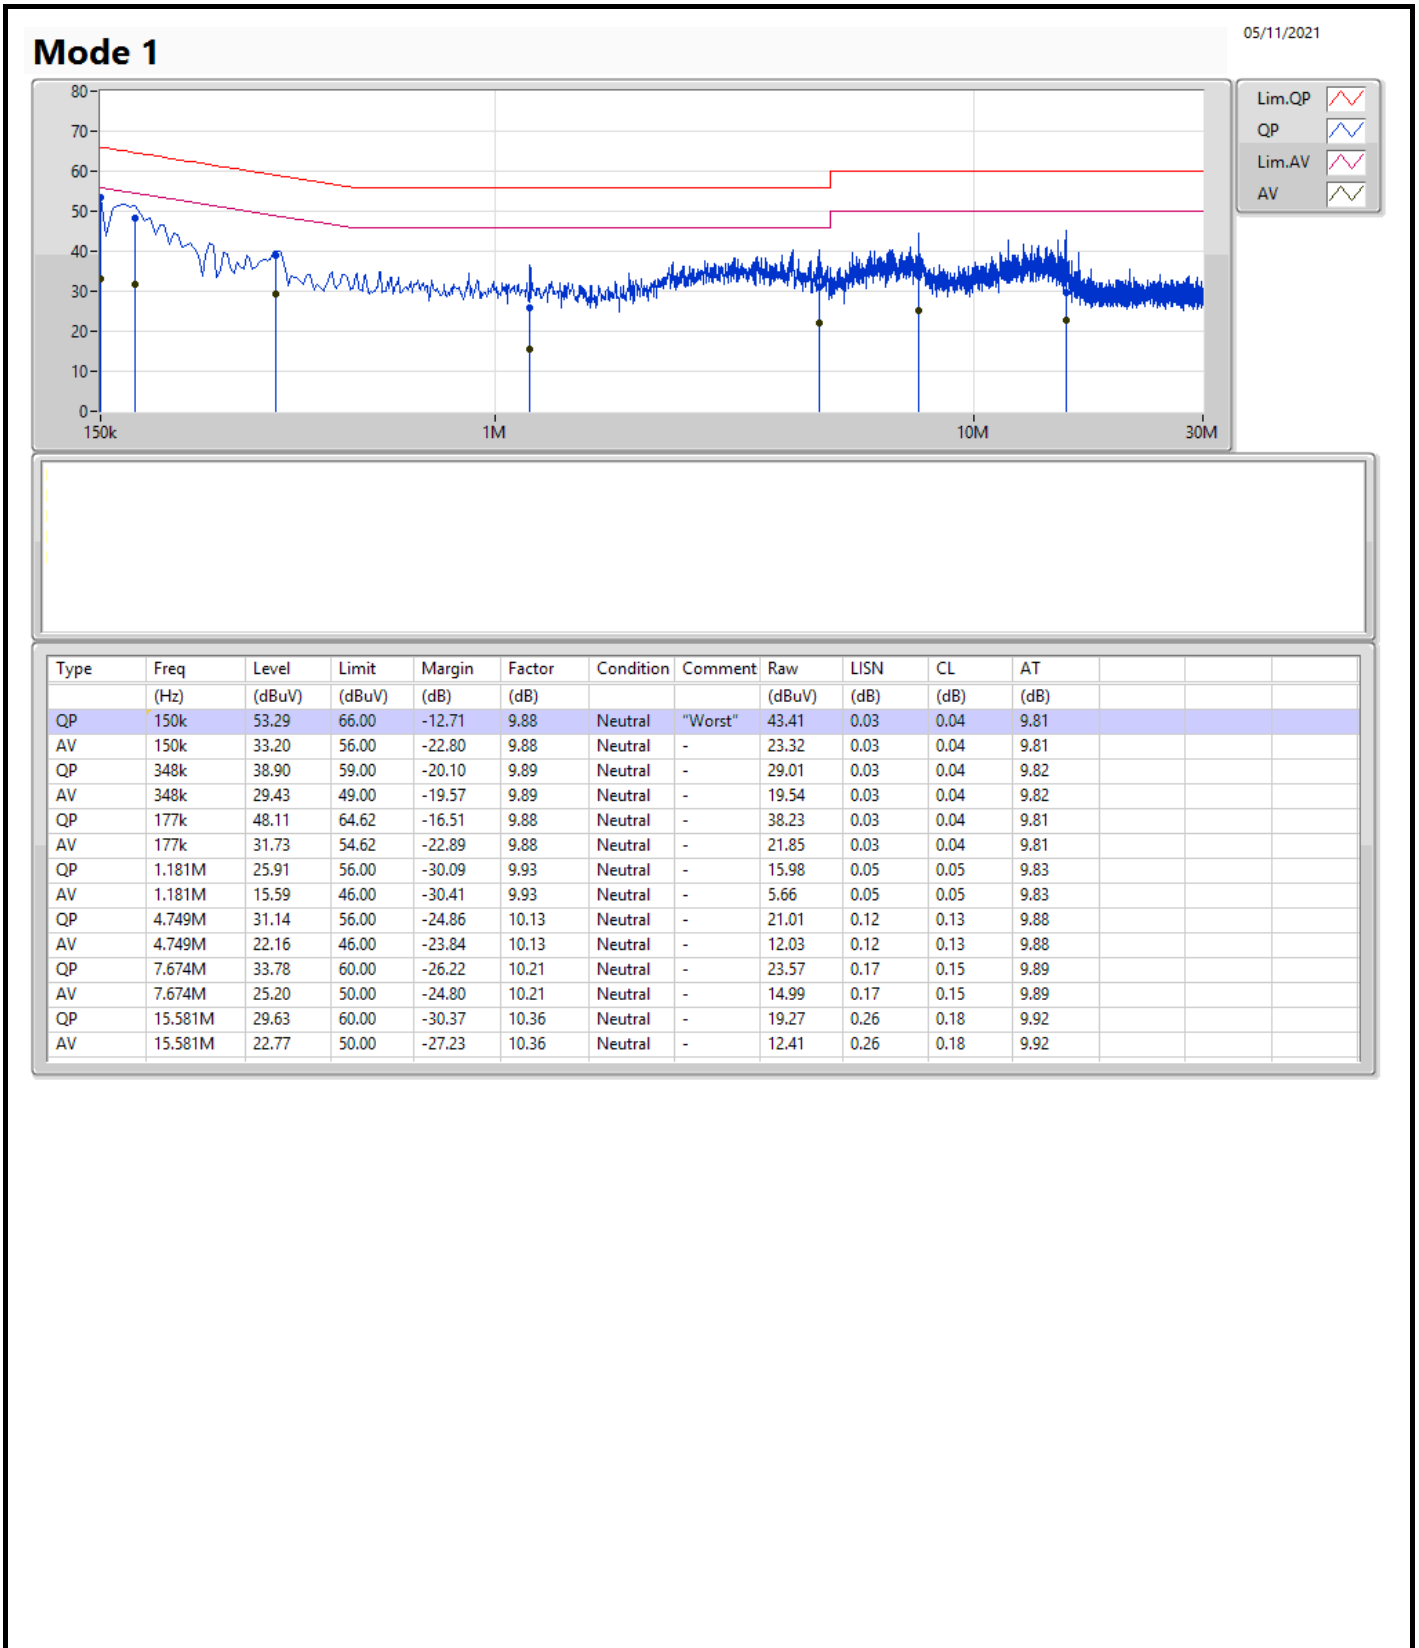 05/11/2021
Mode 1
80
70
60
50
40
30
20
10
0
150k 1M 10M 30M
Lim.QP
QP
Lim.AV
AV
Type Freq Level Limit Margin Factor Condition Comment Raw LISN CL AT
(Hz) (dBuV) (dBuV) (dB) (dB) (dBuV) (dB) (dB) (dB)
QP 150k 53.29 66.00 -12.71 9.88 Neutral "Worst" 43.41 0.03 0.04 9.81
AV 150k 33.20 56.00 -22.80 9.88 Neutral - 23.32 0.03 0.04 9.81
QP 348k 38.90 59.00 -20.10 9.89 Neutral - 29.01 0.03 0.04 9.82
AV 348k 29.43 49.00 -19.57 9.89 Neutral - 19.54 0.03 0.04 9.82
QP 177k 48.11 64.62 -16.51 9.88 Neutral - 38.23 0.03 0.04 9.81
AV 177k 31.73 54.62 -22.89 9.88 Neutral - 21.85 0.03 0.04 9.81
QP 1.181M 25.91 56.00 -30.09 9.93 Neutral - 15.98 0.05 0.05 9.83
AV 1.181M 15.59 46.00 -30.41 9.93 Neutral - 5.66 0.05 0.05 9.83
QP 4.749M 31.14 56.00 -24.86 10.13 Neutral - 21.01 0.12 0.13 9.88
AV 4.749M 22.16 46.00 -23.84 10.13 Neutral - 12.03 0.12 0.13 9.88
QP 7.674M 33.78 60.00 -26.22 10.21 Neutral - 23.57 0.17 0.15 9.89
AV 7.674M 25.20 50.00 -24.80 10.21 Neutral - 14.99 0.17 0.15 9.89
QP 15.581M 29.63 60.00 -30.37 10.36 Neutral - 19.27 0.26 0.18 9.92
AV 15.581M 22.77 50.00 -27.23 10.36 Neutral - 12.41 0.26 0.18 9.92